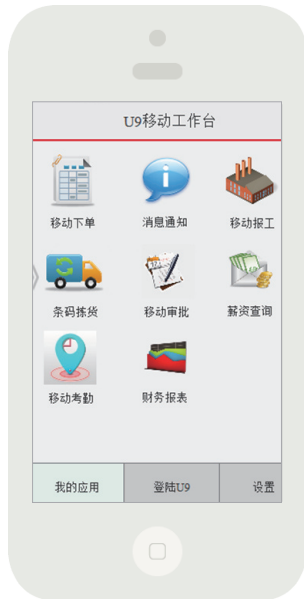 U9移动工作台
移动下单 消息通知 移动报工
条码拣货 移动审批 薪资查询
移动考勤 财务报表
我的应用 登陆U9 设置